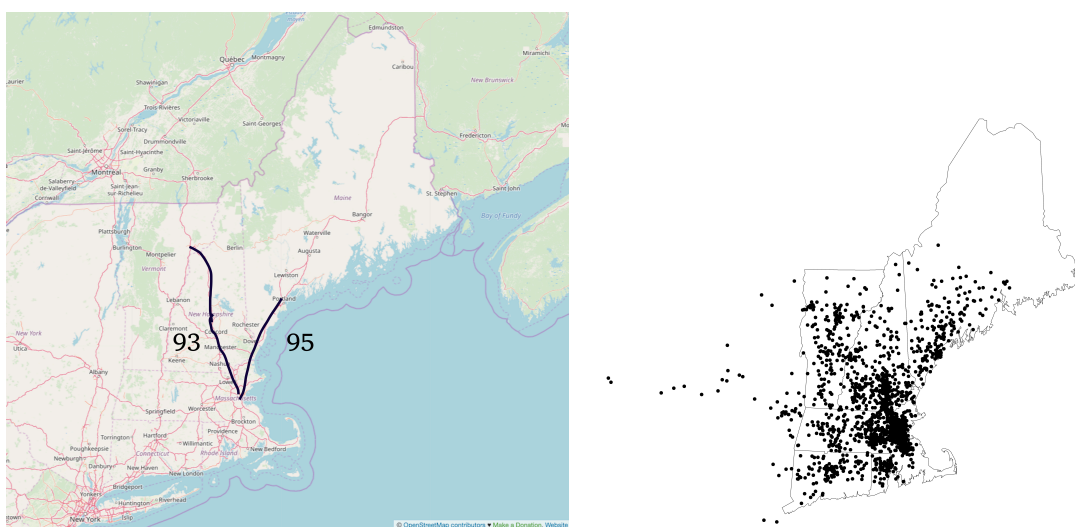 Edmundston
Québec
Montmagny
Miramichi
Caribou
Shawinigan
New Brunswick
Trois-Rivières
Victoriaville
Saint-Georges
Sorel-Tracy
Fredericton
Drummondville
Saint-Jérôme
Saint-Hyacinthe
Granby
Montréal
Sherbrooke
Salaberry-
de-Valleyfield
Saint-Jean-
sur-Richelieu
Cornwall
St. Stephen
Saint John
Maine
Bangor
Bay of Fundy
Plattsburgh
Waterville
Burlington
Berlin
Montpelier
Augusta
Vermont
Lewiston
Lebanon
Portland
New Hampshire
Rochester
Claremont
Concord
New York
93
95
Manchester
Utica
Keene
Albany
Massachusetts
Springfield
Worcester
Brockton
Torrington
Hartford
Providence
Willimantic
Poughkeepsie
Connecticut
Rhode Island
New Bedford
Newburgh
Danbury
New Haven
New London
Bridgeport
Yonkers
Huntington
Riverhead
New York
Islip
© OpenStreetMap contributors ♥ Make a Donation. Website